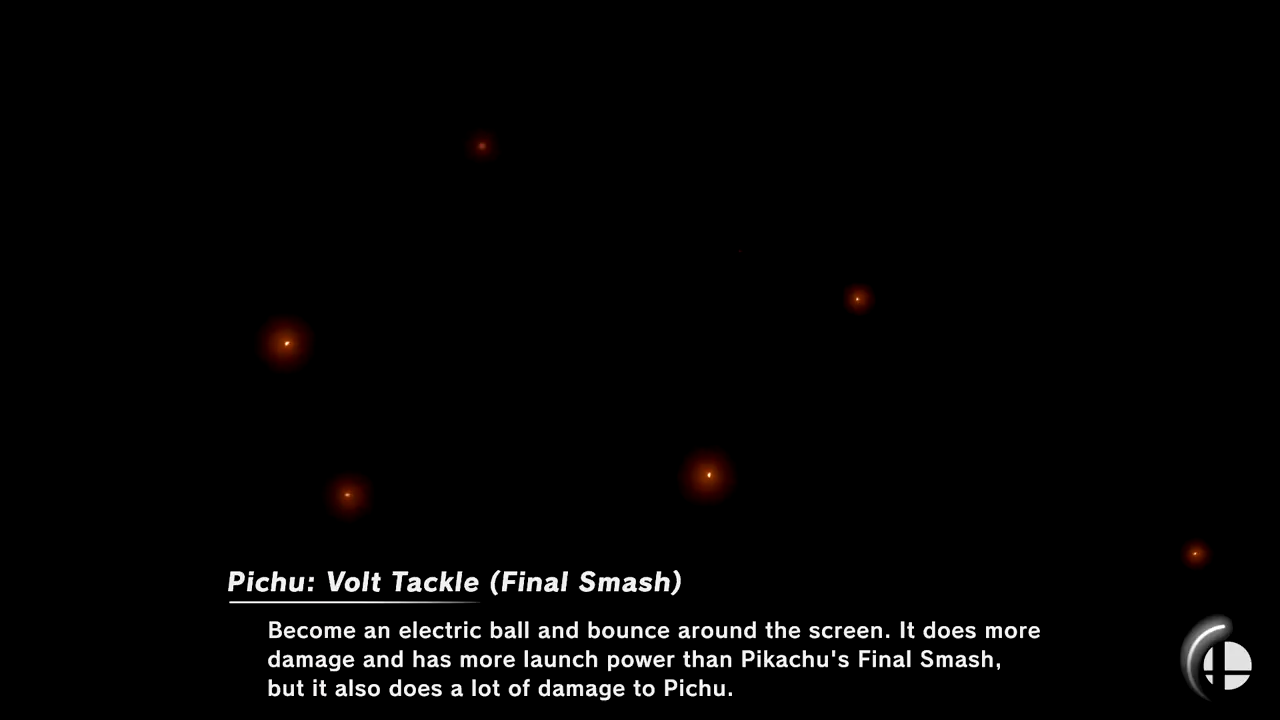 Pichu: Volt Tackle (Final Smash)
Become an electric ball and bounce around the screen. It does more
damage and has more launch power than Pikachu's Final Smash,
but it also does a lot of damage to Pichu.